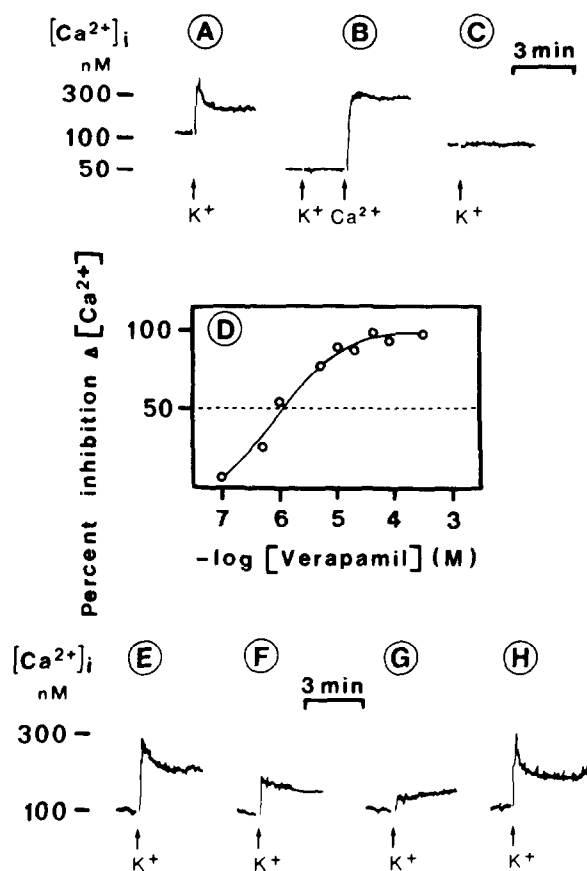 [Ca²⁺]i A B C 3 min
nM
300
100
50
K⁺ K⁺ Ca²⁺ K⁺
Percent inhibition Δ [Ca²⁺]
D
100
50
7 6 5 4 3
-log [Verapamil] (M)
[Ca²⁺]i E F G H
nM 3 min
300
100
K⁺ K⁺ K⁺ K⁺